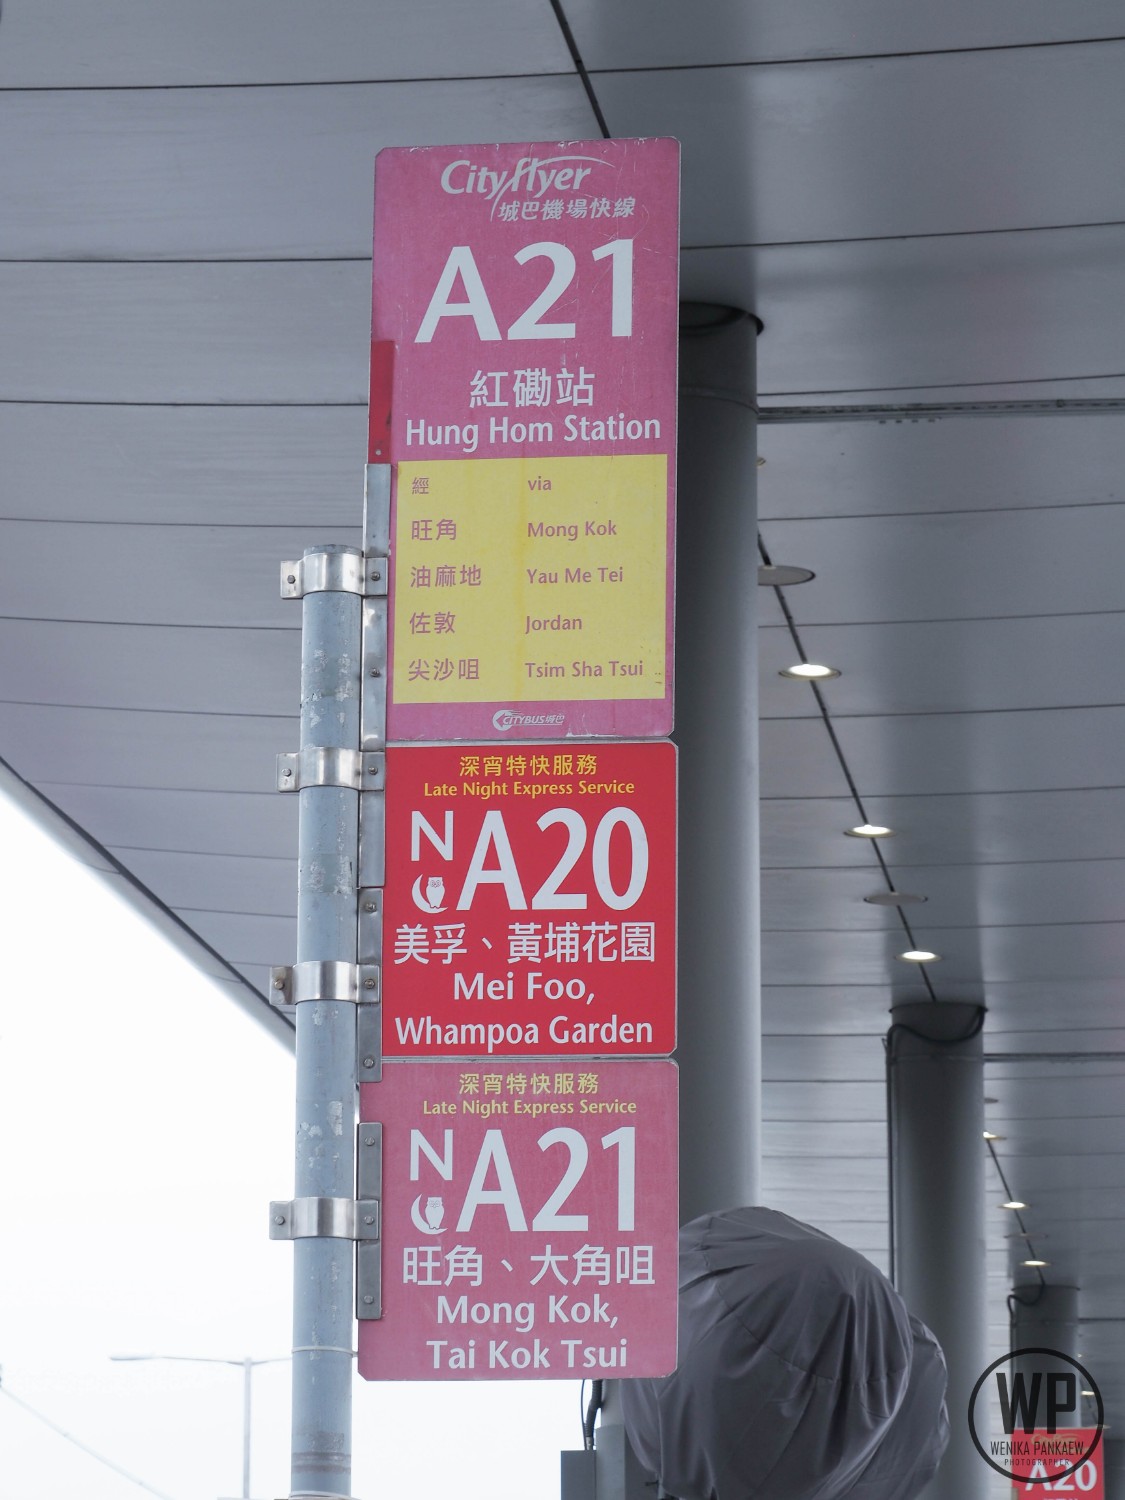 Cityflyer
城巴機場快線
A21
紅磡站
Hung Hom Station
經 via
旺角 Mong Kok
油麻地 Yau Me Tei
佐敦 Jordan
尖沙咀 Tsim Sha Tsui
CITYBUS城巴
深宵特快服務
Late Night Express Service
NA20
美孚、黃埔花園
Mei Foo,
Whampoa Garden
深宵特快服務
Late Night Express Service
NA21
旺角、大角咀
Mong Kok,
Tai Kok Tsui
WP
WENIKA PANKAEW
PHOTOGRAPHER
A20